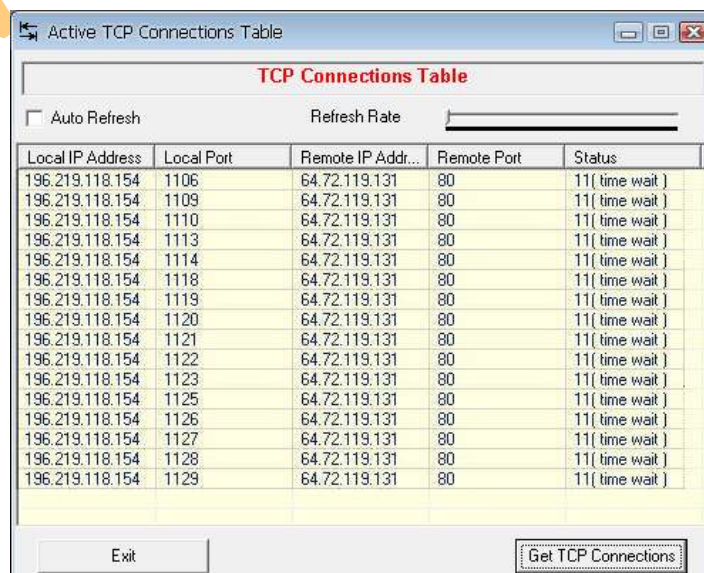 Active TCP Connections Table
TCP Connections Table
Auto Refresh Refresh Rate
Local IP Address Local Port Remote IP Addr... Remote Port Status
196.219.118.154 1106 64.72.119.131 80 11( time wait )
196.219.118.154 1109 64.72.119.131 80 11( time wait )
196.219.118.154 1110 64.72.119.131 80 11( time wait )
196.219.118.154 1113 64.72.119.131 80 11( time wait )
196.219.118.154 1114 64.72.119.131 80 11( time wait )
196.219.118.154 1118 64.72.119.131 80 11( time wait )
196.219.118.154 1119 64.72.119.131 80 11( time wait )
196.219.118.154 1120 64.72.119.131 80 11( time wait )
196.219.118.154 1121 64.72.119.131 80 11( time wait )
196.219.118.154 1122 64.72.119.131 80 11( time wait )
196.219.118.154 1123 64.72.119.131 80 11( time wait )
196.219.118.154 1125 64.72.119.131 80 11( time wait )
196.219.118.154 1126 64.72.119.131 80 11( time wait )
196.219.118.154 1127 64.72.119.131 80 11( time wait )
196.219.118.154 1128 64.72.119.131 80 11( time wait )
196.219.118.154 1129 64.72.119.131 80 11( time wait )
Exit Get TCP Connections